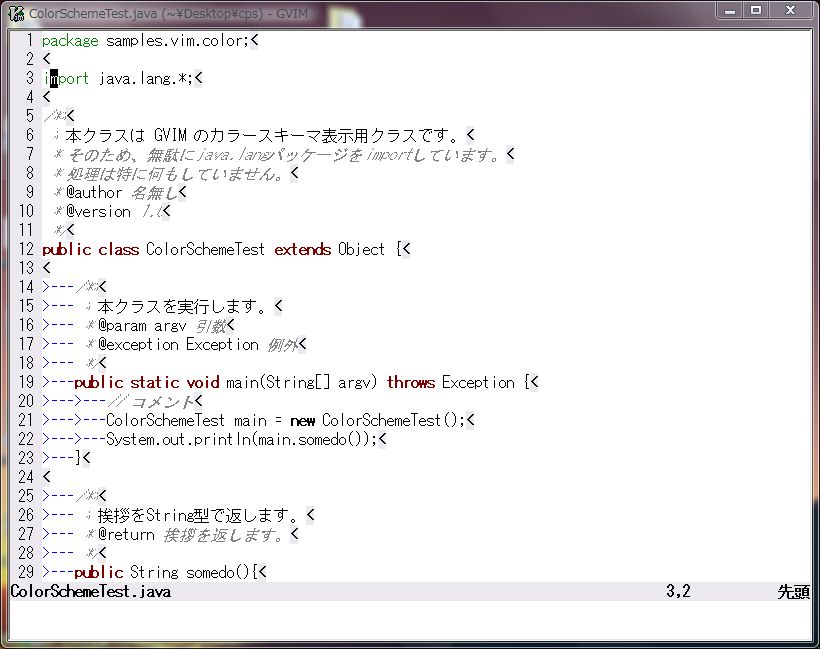 ColorSchemeTest.java (~¥Desktop¥cps) - GVIM
1 package samples.vim.color;<
2 <
3 import java.lang.*;<
4 <
5 /**<
6  * 本クラスは GVIM のカラースキーマ表示用クラスです。<
7  * そのため、無駄にjava.langパッケージをimportしています。<
8  * 処理は特に何もしていません。<
9  * @author 名無し<
10  * @version 1.0<
11  */<
12 public class ColorSchemeTest extends Object {<
13 <
14 >---/**<
15 >--- * 本クラスを実行します。<
16 >--- * @param argv 引数<
17 >--- * @exception Exception 例外<
18 >--- */<
19 >---public static void main(String[] argv) throws Exception {<
20 >--->---// コメント<
21 >--->---ColorSchemeTest main = new ColorSchemeTest();<
22 >--->---System.out.println(main.somedo());<
23 >---}<
24 <
25 >---/**<
26 >--- * 挨拶をString型で返します。<
27 >--- * @return 挨拶を返します。<
28 >--- */<
29 >---public String somedo(){<
ColorSchemeTest.java 3,2 先頭